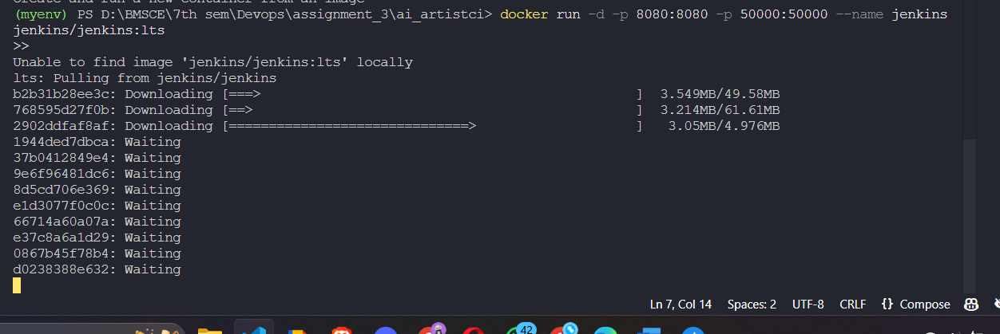 create and run a new container from an image
(myenv) PS D:\BMSCE\7th sem\Devops\assignment_3\ai_artistci> docker run -d -p 8080:8080 -p 50000:50000 --name jenkins
jenkins/jenkins:lts
>>
Unable to find image 'jenkins/jenkins:lts' locally
lts: Pulling from jenkins/jenkins
b2b31b28ee3c: Downloading [===> ] 3.549MB/49.58MB
768595d27f0b: Downloading [==> ] 3.214MB/61.61MB
2902ddfaf8af: Downloading [==============================> ] 3.05MB/4.976MB
1944ded7dbca: Waiting
37b0412849e4: Waiting
9e6f96481dc6: Waiting
8d5cd706e369: Waiting
e1d3077f0c0c: Waiting
66714a60a07a: Waiting
e37c8a6a1d29: Waiting
0867b45f78b4: Waiting
d0238388e632: Waiting
Ln 7, Col 14 Spaces: 2 UTF-8 CRLF {} Compose
42